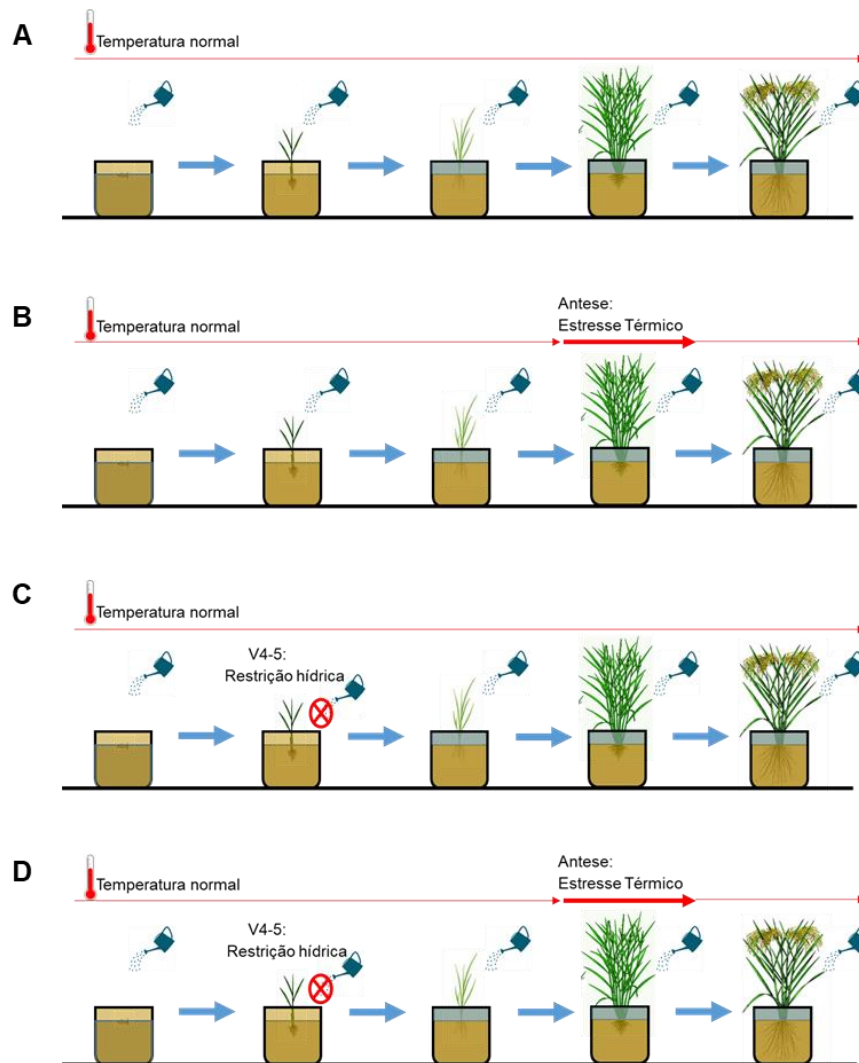 A
Temperatura normal
B
Temperatura normal
Antese:
Estresse Térmico
C
Temperatura normal
V4-5:
Restrição hídrica
D
Temperatura normal
Antese:
Estresse Térmico
V4-5:
Restrição hídrica